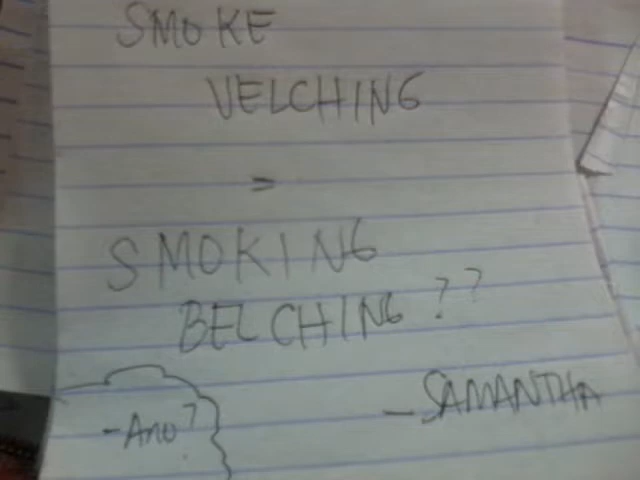 SMOKE
VELCHING
=
SMOKING
BELCHING??
- SAMANTHA
- Ano?